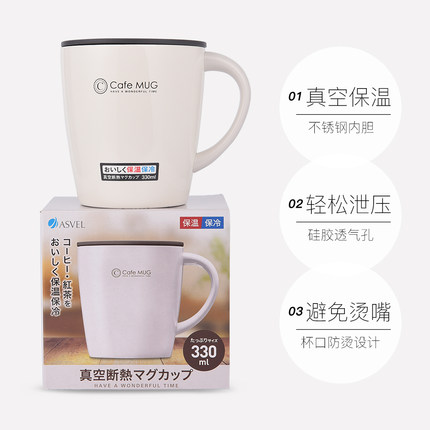 Cafe MUG
HAVE A WONDERFUL TIME
おいしく保温保冷
真空断熱マグカップ 330ml
ASVEL
保温 保冷
コーヒー・紅茶を
おいしく保温保冷
Cafe MUG
たっぷりサイズ
330
ml
真空断熱マグカップ
HAVE A WONDERFUL TIME
01 真空保温
不锈钢内胆
02 轻松泄压
硅胶透气孔
03 避免烫嘴
杯口防烫设计